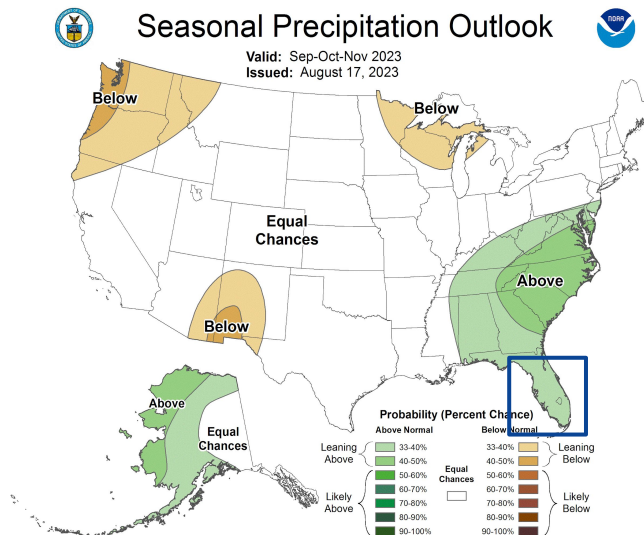 Seasonal Precipitation Outlook
Valid: Sep-Oct-Nov 2023
Issued: August 17, 2023
NOAA
Below
Below
Equal
Chances
Above
Below
Above
Equal
Chances
Probability (Percent Chance)
Above Normal
Below Normal
Leaning
Above
33-40%
40-50%
Likely
Above
50-60%
60-70%
70-80%
80-90%
90-100%
Equal
Chances
33-40%
40-50%
Leaning
Below
50-60%
60-70%
70-80%
80-90%
90-100%
Likely
Below